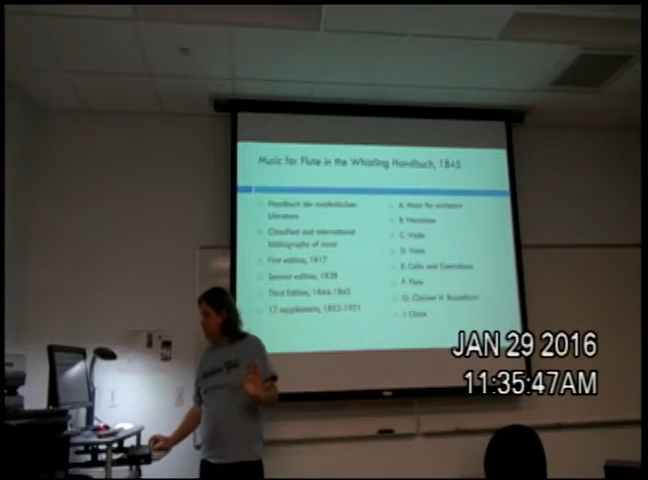 Music for Flute in the Whistling Handbuch, 1845
Handbuch der musikalischen
Literatur
Classified and international
bibliography of music
First edition, 1817
Second edition, 1828
Third Edition, 1844-1845
12 supplements, 1852-1921
A. Music for orchestra
B. Harmonie
C. Violin
D. Viola
E. Cello and Contrabass
F. Flute
G. Clarinet H. Bassethorn
I. Oboe
JAN 29 2016
11:35:47AM